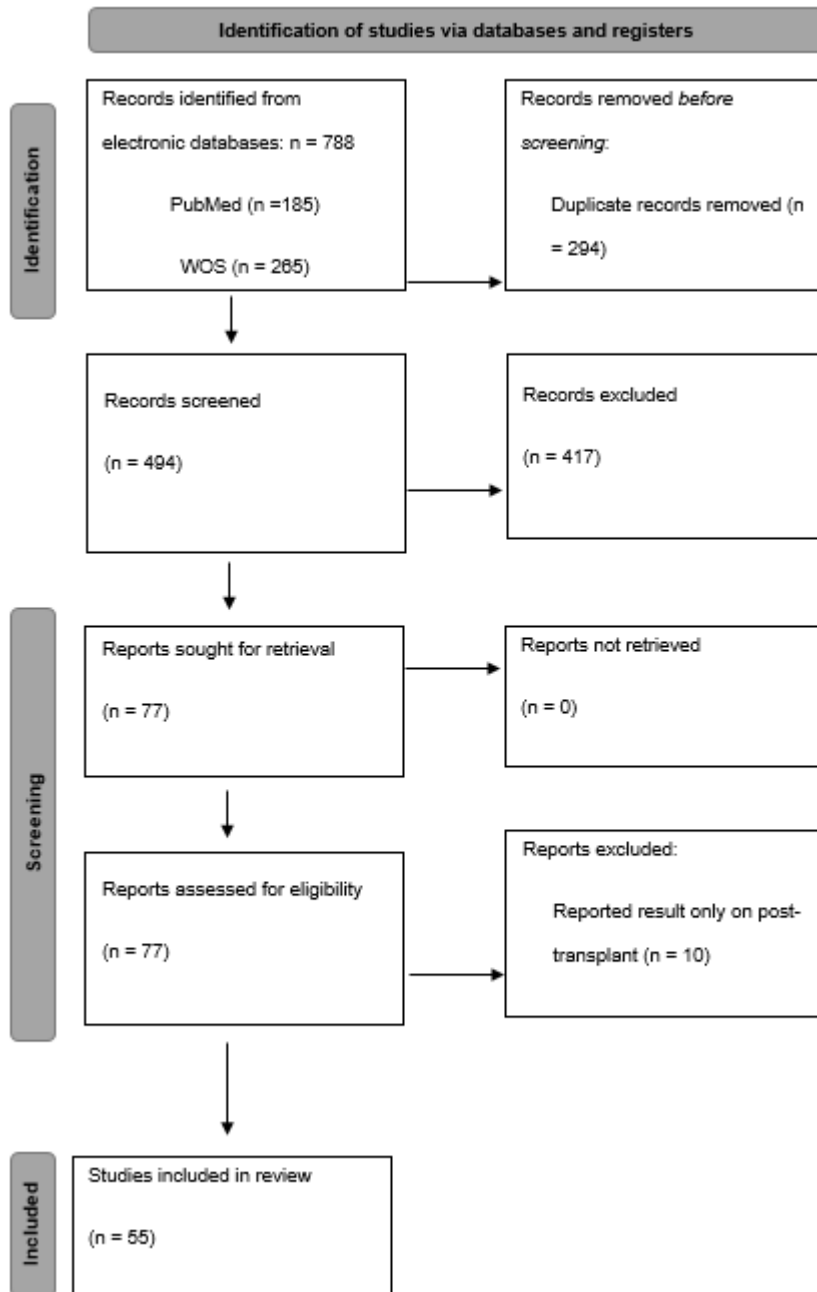 Identification of studies via databases and registers
Identification
Records identified from
electronic databases: n = 788
PubMed (n =185)
WOS (n = 265)
Records removed before
screening:
Duplicate records removed (n
= 294)
Records screened
(n = 494)
Records excluded
(n = 417)
Screening
Reports sought for retrieval
(n = 77)
Reports not retrieved
(n = 0)
Reports assessed for eligibility
(n = 77)
Reports excluded:
Reported result only on post-
transplant (n = 10)
Included
Studies included in review
(n = 55)